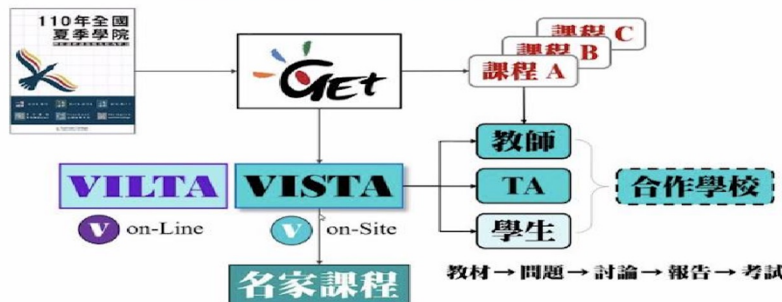 110年全國
夏季學院
GEt
課程 C
課程 B
課程 A
教師
TA
學生
合作學校
VILTA
VISTA
V on-Line
V on-Site
名家課程
教材→問題→討論→報告→考試